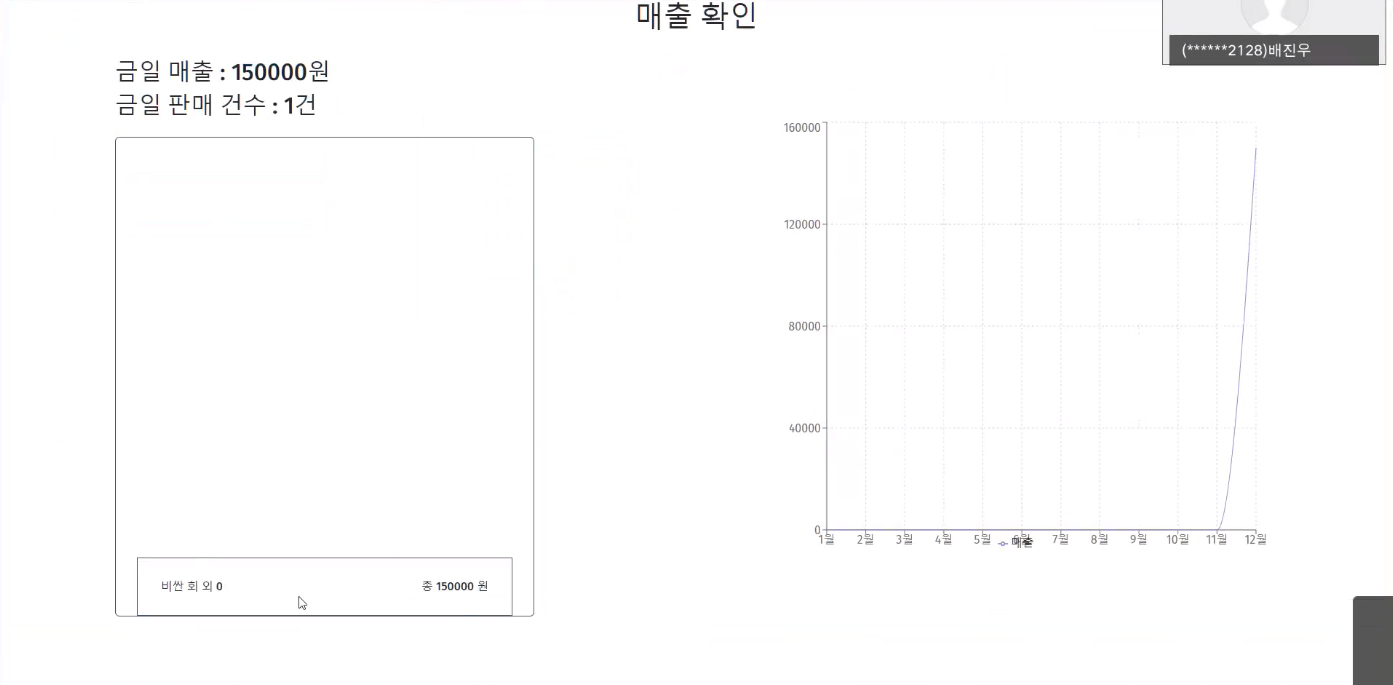 매출 확인
(******2128)배진우
금일 매출 : 150000원
금일 판매 건수 : 1건
비싼 회 외 0
총 150000 원
160000
120000
80000
40000
0
1월 2월 3월 4월 5월 6월 7월 8월 9월 10월 11월 12월
매출